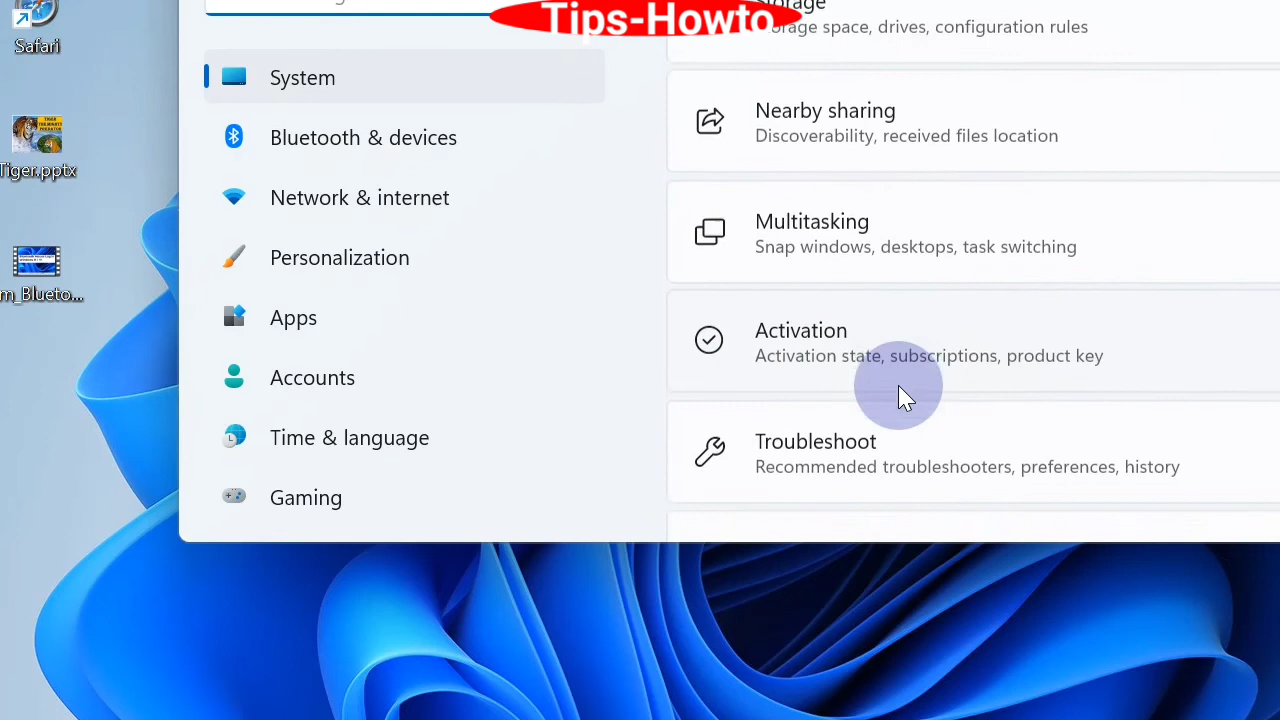 Tips-Howto
Safari
Tiger.pptx
m_Blueto...
System
Bluetooth & devices
Network & internet
Personalization
Apps
Accounts
Time & language
Gaming
Storage
storage space, drives, configuration rules
Nearby sharing
Discoverability, received files location
Multitasking
Snap windows, desktops, task switching
Activation
Activation state, subscriptions, product key
Troubleshoot
Recommended troubleshooters, preferences, history